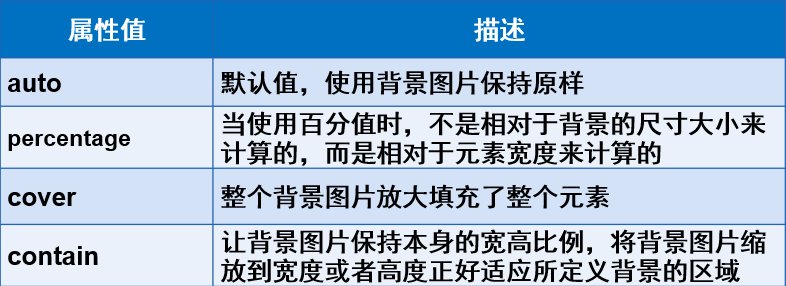 属性值 描述
auto 默认值，使用背景图片保持原样
percentage 当使用百分值时，不是相对于背景的尺寸大小来
计算的，而是相对于元素宽度来计算的
cover 整个背景图片放大填充了整个元素
contain 让背景图片保持本身的宽高比例，将背景图片缩
放到宽度或者高度正好适应所定义背景的区域